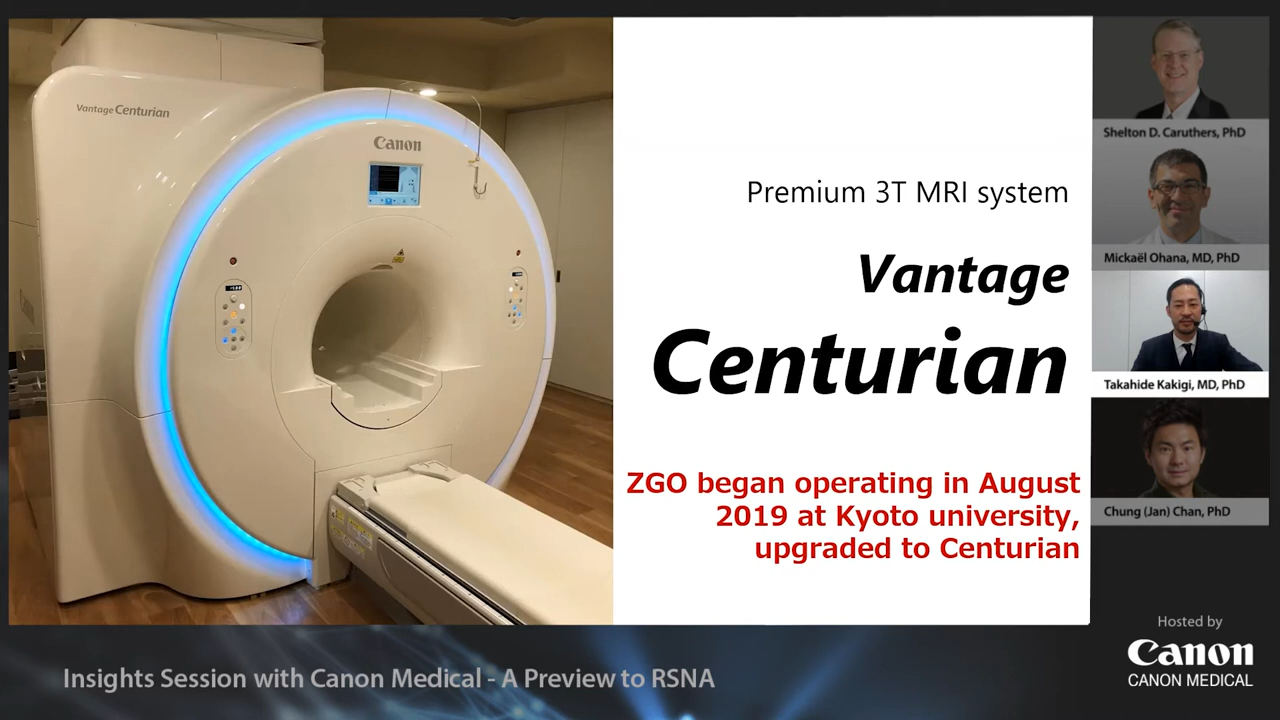 Vantage Centurian
Canon
Premium 3T MRI system
Vantage
Centurian
ZGO began operating in August
2019 at Kyoto university,
upgraded to Centurian
Shelton D. Caruthers, PhD
Mickaël Ohana, MD, PhD
Takahide Kakigi, MD, PhD
Chung (Jan) Chan, PhD
Hosted by
Canon
CANON MEDICAL
Insights Session with Canon Medical - A Preview to RSNA